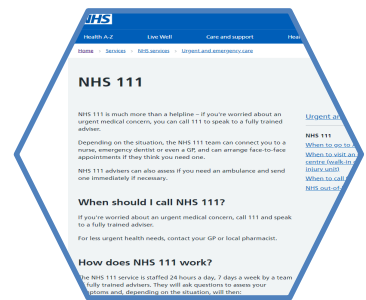 NHS
Health A-Z Live Well Care and support
Home Services NHS services Urgent and emergency care
NHS 111
NHS 111 is much more than a helpline – if you're worried about an
urgent medical concern, you can call 111 to speak to a fully trained
adviser.
Depending on the situation, the NHS 111 team can connect you to a
nurse, emergency dentist or even a GP, and can arrange face-to-face
appointments if they think you need one.
NHS 111 advisers can also assess if you need an ambulance and send
one immediately if necessary.
When should I call NHS 111?
If you're worried about an urgent medical concern, call 111 and speak
to a fully trained adviser.
For less urgent health needs, contact your GP or local pharmacist.
How does NHS 111 work?
The NHS 111 service is staffed 24 hours a day, 7 days a week by a team
fully trained advisers. They will ask questions to assess your
symptoms and, depending on the situation, will then:
Urgent
NHS 111
When to go to
When to visit an
centre (walk-in
injury unit)
When to call
NHS out-of-